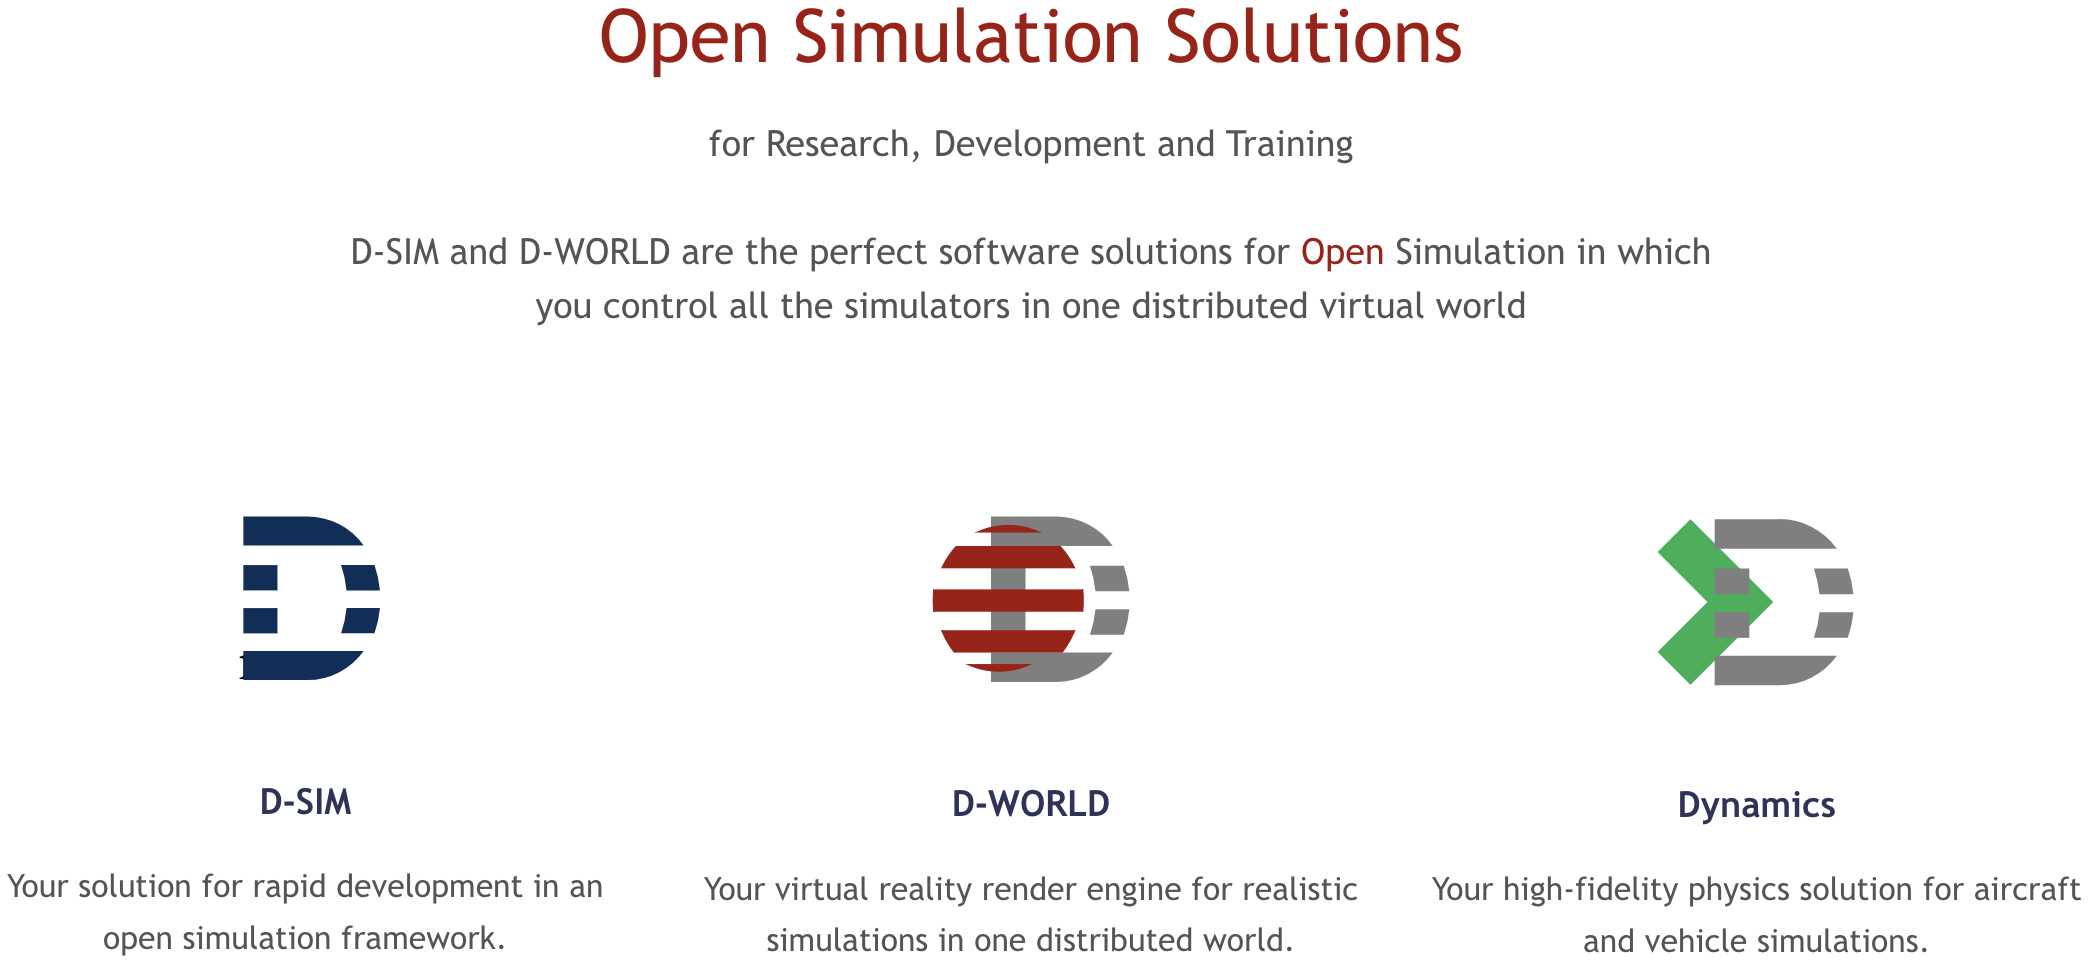 Open Simulation Solutions
for Research, Development and Training
D-SIM and D-WORLD are the perfect software solutions for Open Simulation in which
you control all the simulators in one distributed virtual world
D-SIM
Your solution for rapid development in an
open simulation framework.
D-WORLD
Your virtual reality render engine for realistic
simulations in one distributed world.
Dynamics
Your high-fidelity physics solution for aircraft
and vehicle simulations.